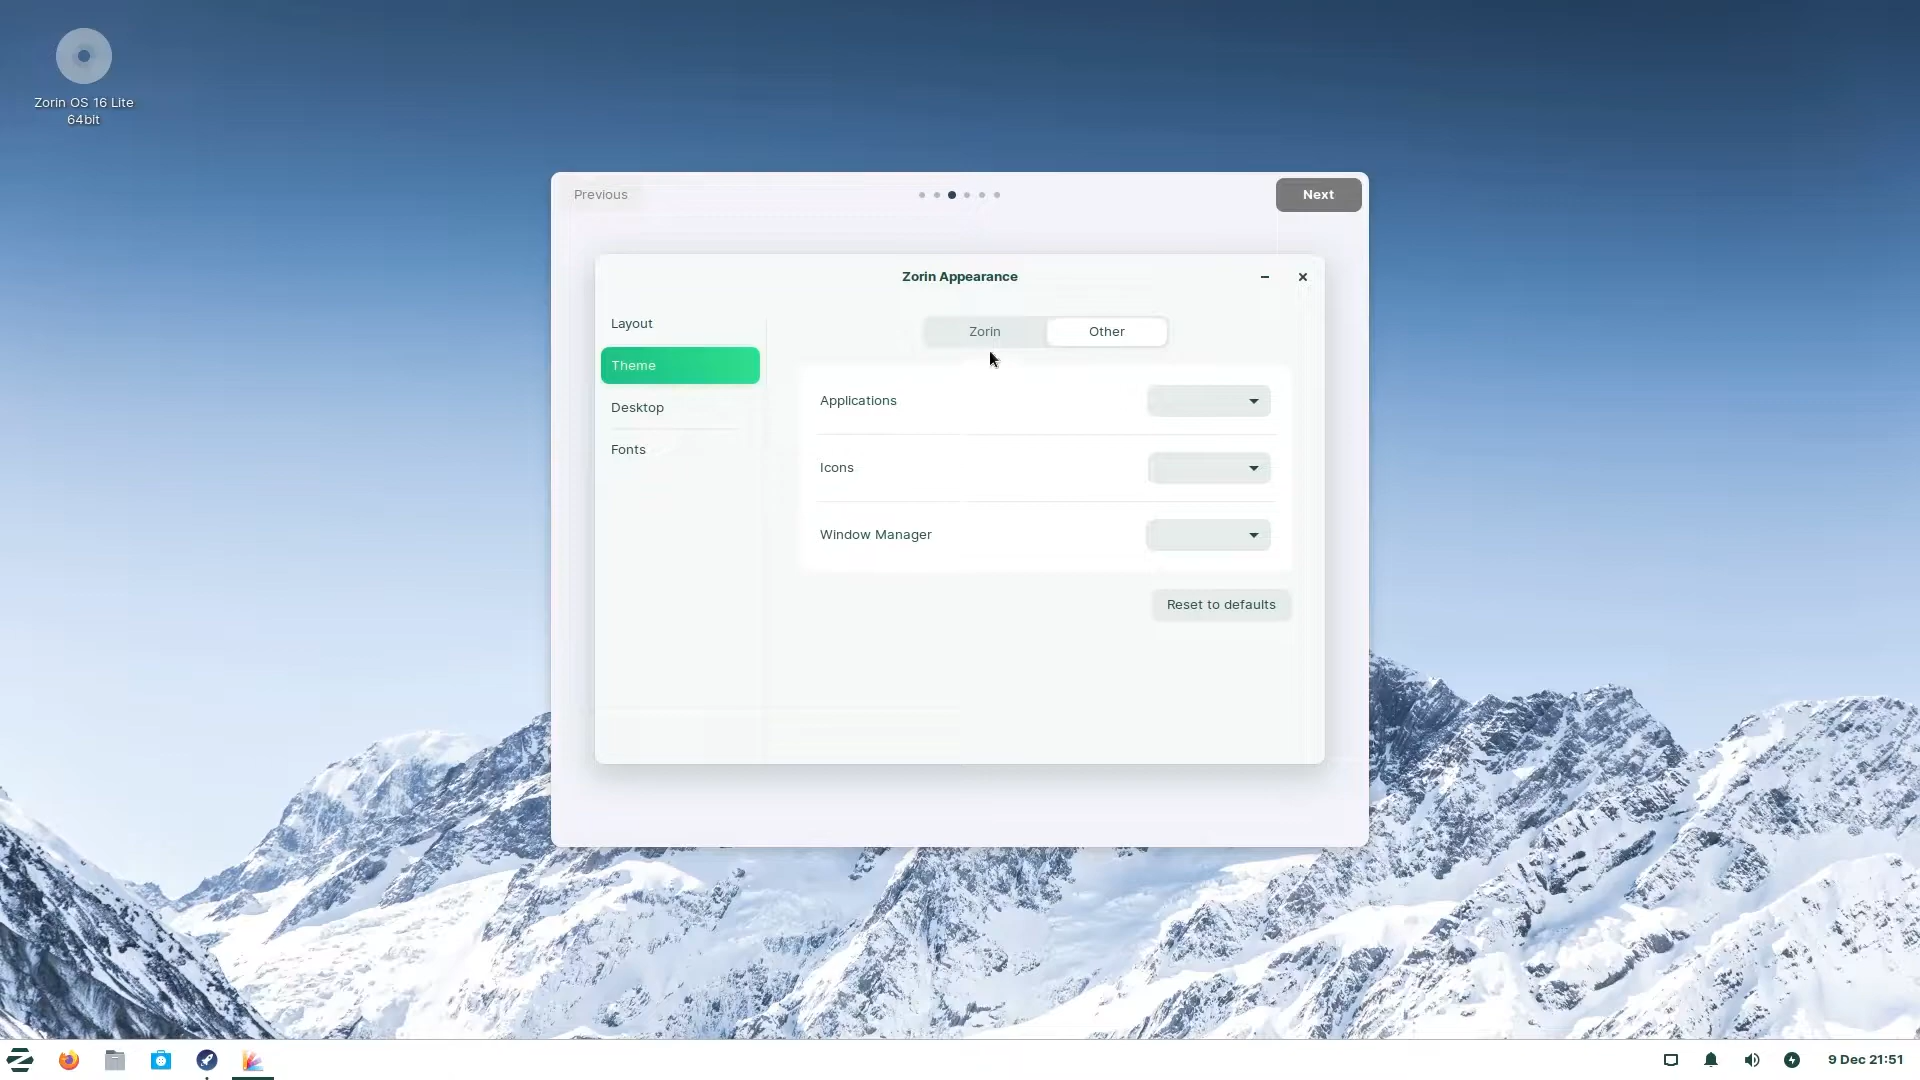 Zorin OS 16 Lite
64bit
Previous
Next
Zorin Appearance
Layout
Theme
Desktop
Fonts
Zorin
Other
Applications
Icons
Window Manager
Reset to defaults
9 Dec 21:51